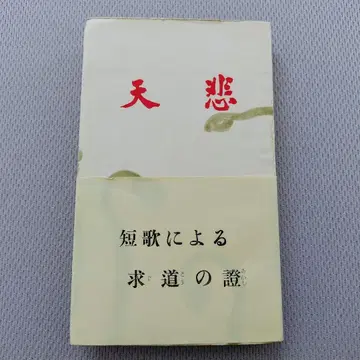 天悲
短歌による
求道の證